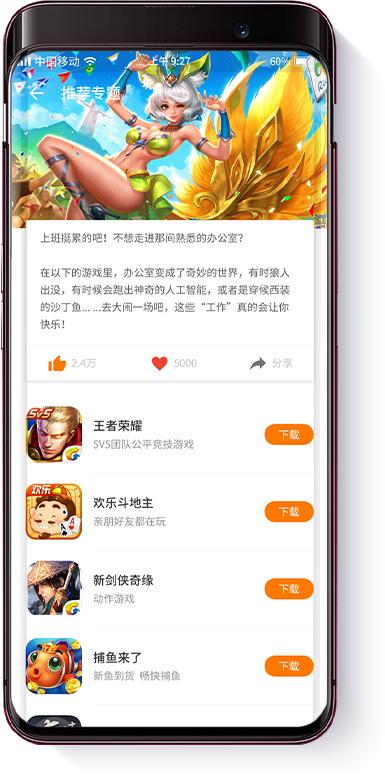 中国移动 上午9:27 60%
推荐专题
上班挺累的吧！不想走进那间熟悉的办公室？
在以下的游戏里，办公室变成了奇妙的世界，有时狼人
出没，有时候会跑出神奇的人工智能，或者是穿候西装
的沙丁鱼... ...去大闹一场吧，这些“工作”真的会让你
快乐！
2.4万 5000 分享
5V5
王者荣耀
5V5团队公平竞技游戏
下载
欢乐
欢乐斗地主
亲朋好友都在玩
下载
新剑侠奇缘
动作游戏
下载
捕鱼来了
新鱼到货 畅快捕鱼
下载